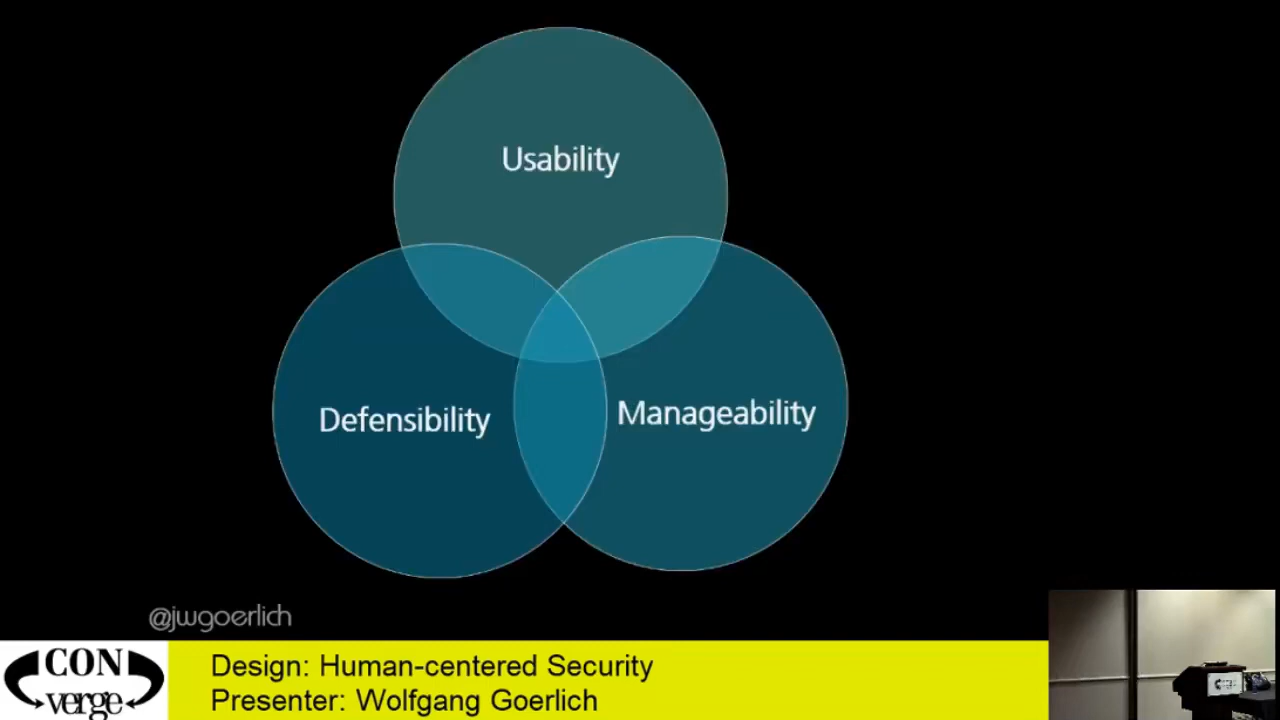 Usability
Defensibility
Manageability
@jwgoerlich
CON
verge
Design: Human-centered Security
Presenter: Wolfgang Goerlich